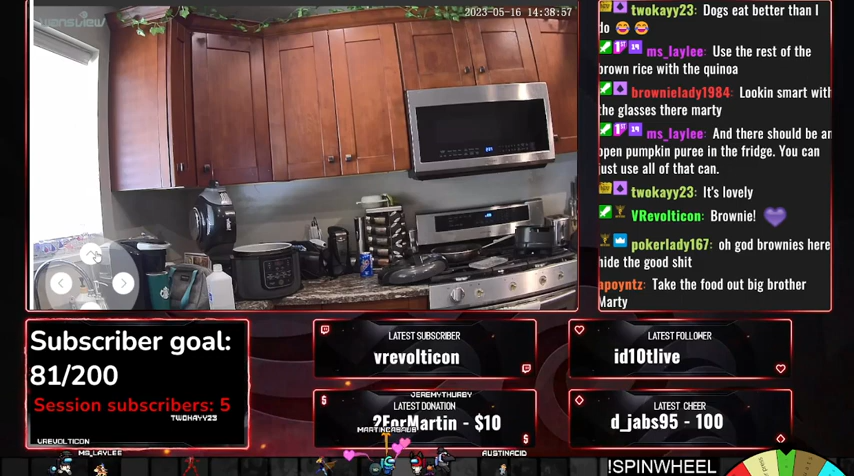 wansview
2023-05-16 14:38:57
twokayy23: Dogs eat better than I
do 😂 😂
ms_laylee: Use the rest of the
brown rice with the quinoa
brownielady1984: Lookin smart with
the glasses there marty
ms_laylee: And there should be an
open pumpkin puree in the fridge. You can
just use all of that can.
twokayy23: It's lovely
VRevolticon: Brownie! 💜
pokerlady167: oh god brownies here
hide the good shit
apoyntz: Take the food out big brother
Marty
Subscriber goal:
81/200
Session subscribers: 5
TWOKAYY23
VREVOLTICON
MS_LAYLEE
LATEST SUBSCRIBER
vrevolticon
LATEST FOLLOWER
id10tlive
JEREMYTHURBY
LATEST DONATION
2ForMartin - $10
MARTINCASAUS
AUSTINACID
LATEST CHEER
d_jabs95 - 100
!SPINWHEEL